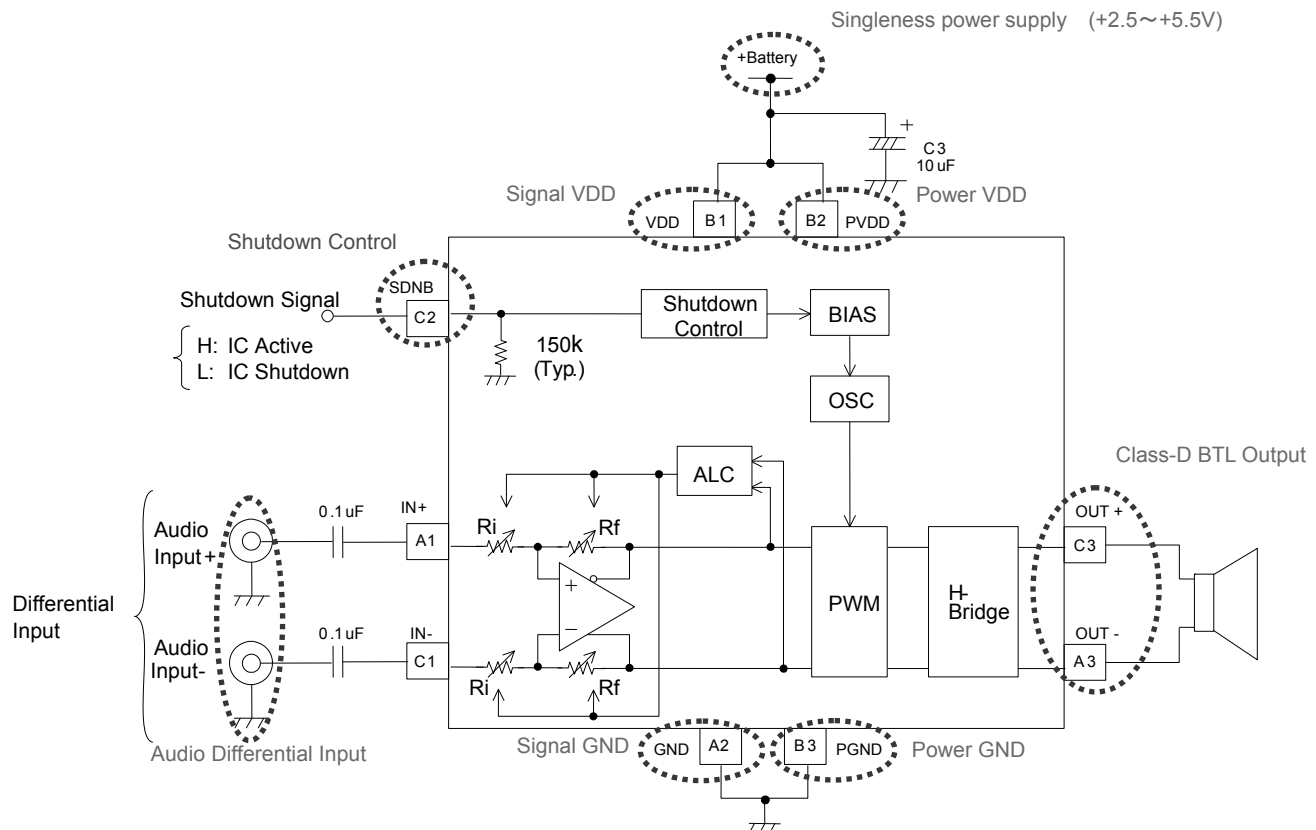 Singleness power supply (+2.5～+5.5V)
+Battery
+
C3
10 uF
Signal VDD
Power VDD
VDD
B1
B2
PVDD
Shutdown Control
SDNB
Shutdown Signal
C2
H: IC Active
L: IC Shutdown
150k
(Typ.)
Shutdown
Control
BIAS
OSC
ALC
Class-D BTL Output
Differential
Input
Audio
Input+
0.1uF
IN+
A1
Ri
Rf
+
−
PWM
H-
Bridge
OUT +
C3
Audio
Input-
0.1uF
IN-
C1
Ri
Rf
OUT -
A3
Audio Differential Input
Signal GND
GND
A2
B3
PGND
Power GND